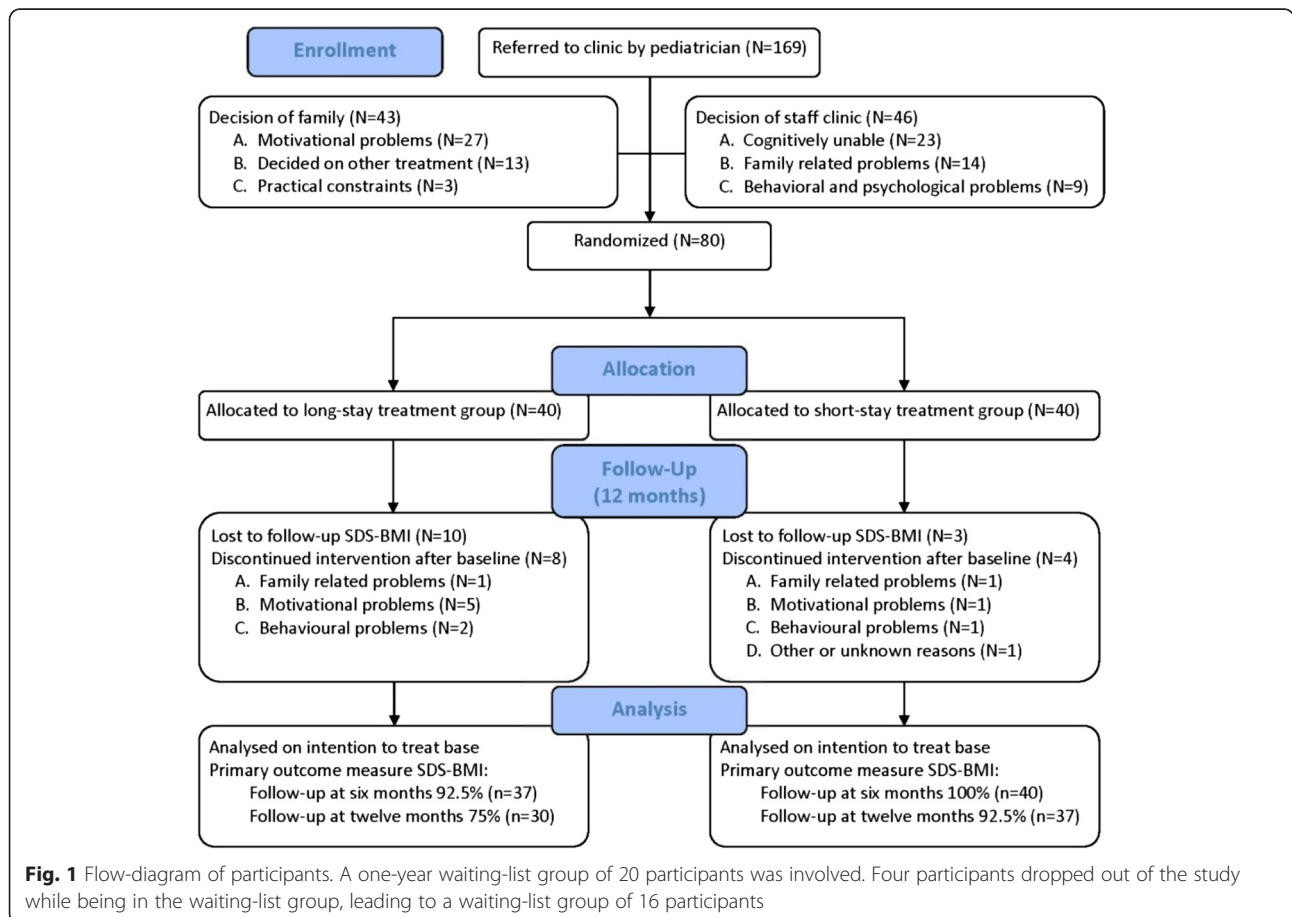 Enrollment
Referred to clinic by pediatrician (N=169)
Decision of family (N=43)
A. Motivational problems (N=27)
B. Decided on other treatment (N=13)
C. Practical constraints (N=3)
Decision of staff clinic (N=46)
A. Cognitively unable (N=23)
B. Family related problems (N=14)
C. Behavioral and psychological problems (N=9)
Randomized (N=80)
Allocation
Allocated to long-stay treatment group (N=40)
Allocated to short-stay treatment group (N=40)
Follow-Up
(12 months)
Lost to follow-up SDS-BMI (N=10)
Discontinued intervention after baseline (N=8)
A. Family related problems (N=1)
B. Motivational problems (N=5)
C. Behavioural problems (N=2)
Lost to follow-up SDS-BMI (N=3)
Discontinued intervention after baseline (N=4)
A. Family related problems (N=1)
B. Motivational problems (N=1)
C. Behavioural problems (N=1)
D. Other or unknown reasons (N=1)
Analysis
Analysed on intention to treat base
Primary outcome measure SDS-BMI:
Follow-up at six months 92.5% (n=37)
Follow-up at twelve months 75% (n=30)
Analysed on intention to treat base
Primary outcome measure SDS-BMI:
Follow-up at six months 100% (n=40)
Follow-up at twelve months 92.5% (n=37)
Fig. 1 Flow-diagram of participants. A one-year waiting-list group of 20 participants was involved. Four participants dropped out of the study
while being in the waiting-list group, leading to a waiting-list group of 16 participants